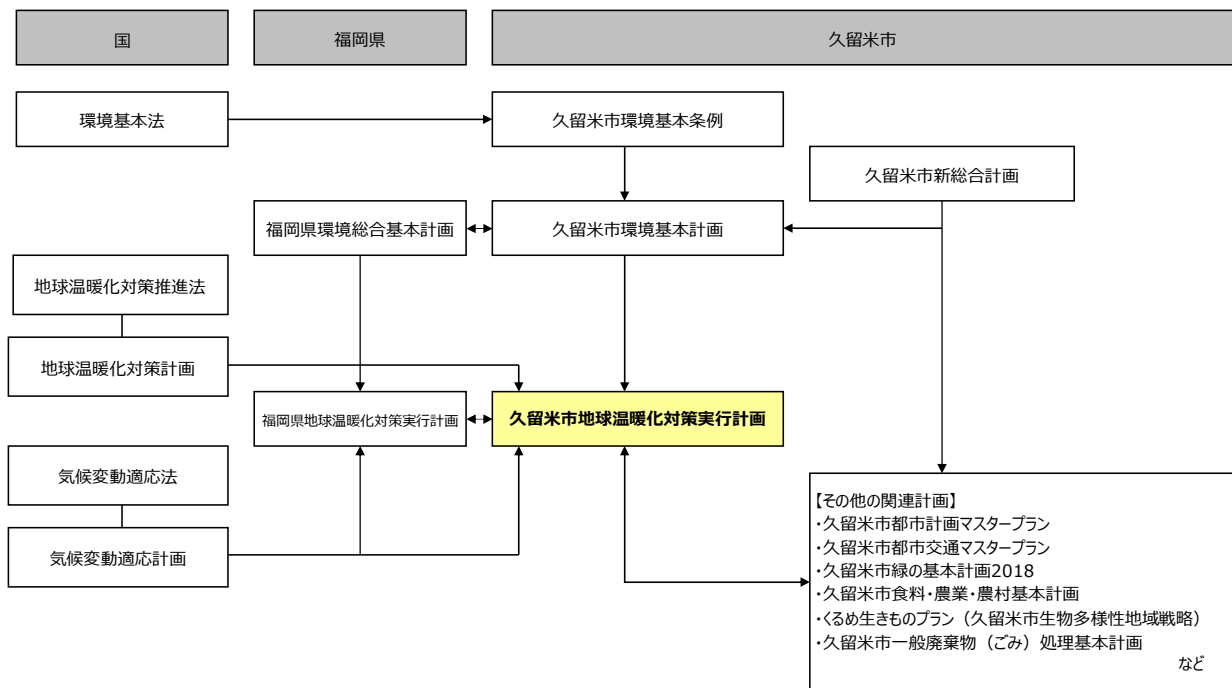 国
福岡県
久留米市
環境基本法
久留米市環境基本条例
久留米市新総合計画
福岡県環境総合基本計画
久留米市環境基本計画
地球温暖化対策推進法
地球温暖化対策計画
福岡県地球温暖化対策実行計画
久留米市地球温暖化対策実行計画
気候変動適応法
気候変動適応計画
【その他の関連計画】
・久留米市都市計画マスタープラン
・久留米市都市交通マスタープラン
・久留米市緑の基本計画2018
・久留米市食料・農業・農村基本計画
・くるめ生きものプラン（久留米市生物多様性地域戦略）
・久留米市一般廃棄物（ごみ）処理基本計画
など